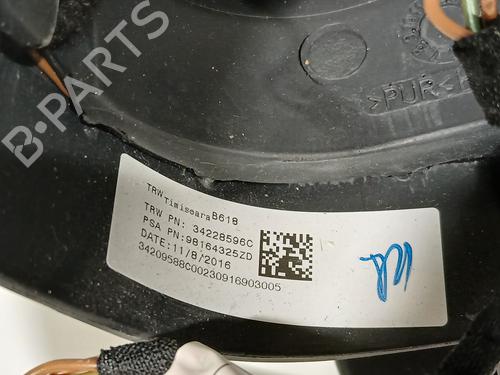 B-PARTS
>PUR<
TRW Timisoara B618
TRW PN: 34228596C
PSA PN:98164325ZD
DATE:11/8/2016
34209588C00230916903005